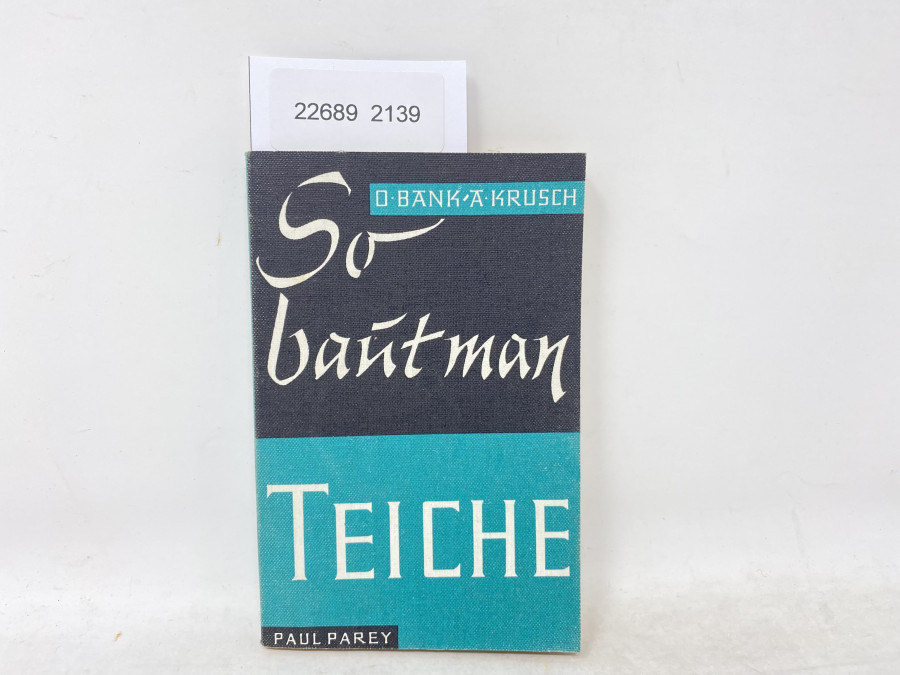 22689 2139
O·BANK·A·KRUSCH
So
baut man
TEICHE
PAUL PAREY